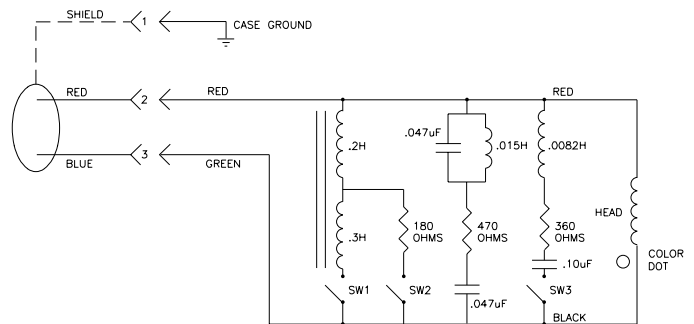 SHIELD
1
CASE GROUND
RED
2
RED
RED
BLUE
3
GREEN
.2H
.3H
180
OHMS
.047uF
.015H
470
OHMS
.047uF
.0082H
360
OHMS
.10uF
HEAD
COLOR
DOT
SW1
SW2
SW3
BLACK